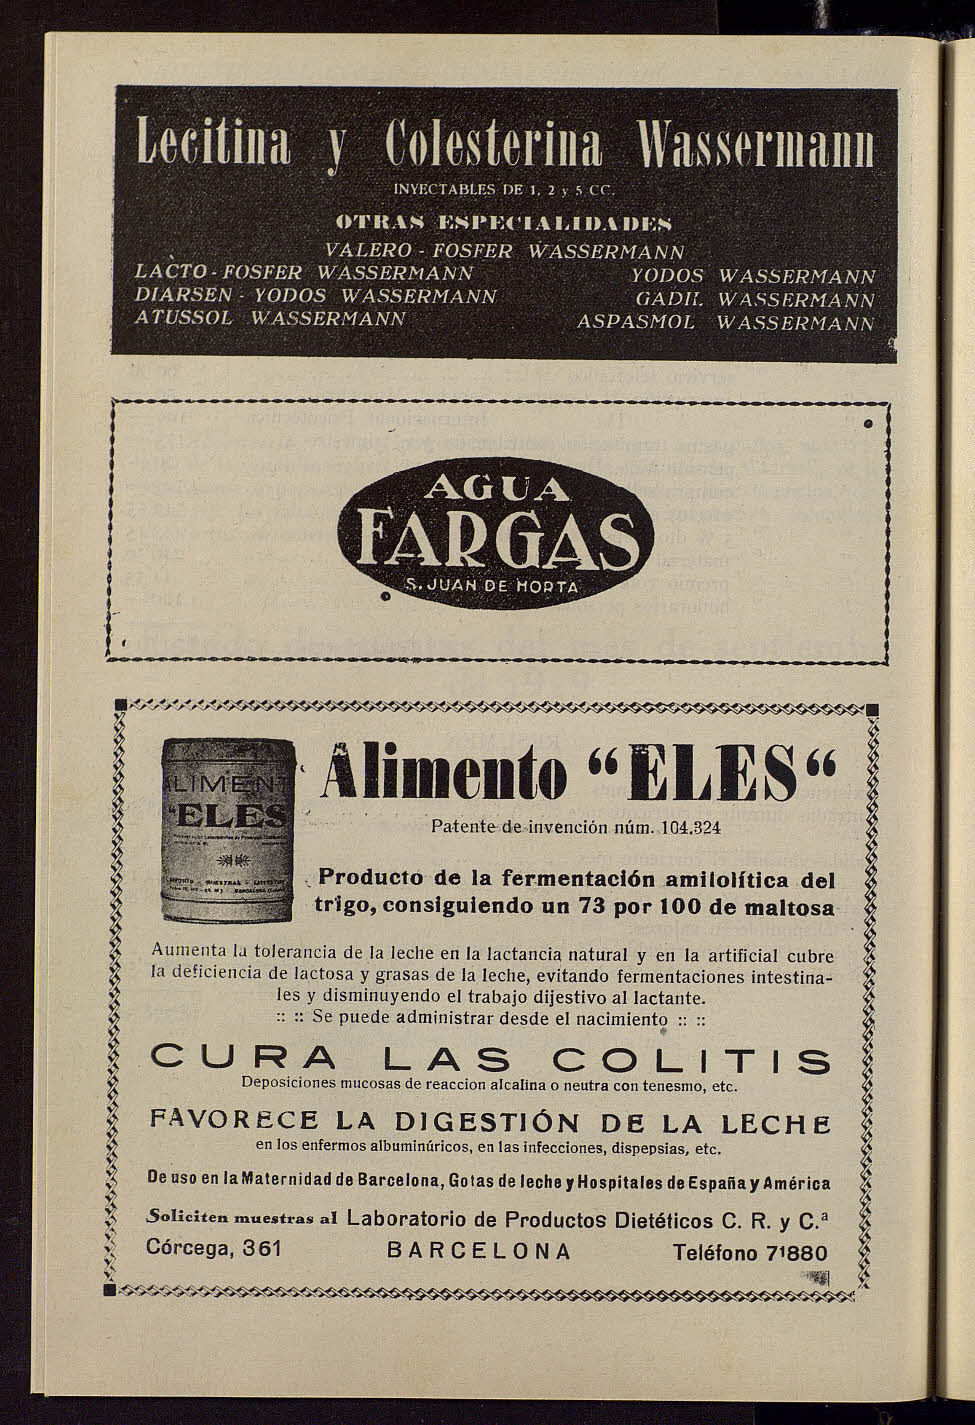 Lecitina y Colesterina Wassermann
INYECTABLES DE 1, 2 y 5 CC.
OTRAS ESPECIALIDADES
VALERO - FOSFER WASSERMANN
LACTO - FOSFER WASSERMANN YODOS WASSERMANN
DIARSEN - YODOS WASSERMANN GADIL WASSERMANN
ATUSSOL WASSERMANN ASPASMOL WASSERMANN
AGUA
FARGAS
S. JUAN DE HORTA
ALIMENT
"ELES
Alimento "ELES"
Patente de invención núm. 104.324
Producto de la fermentación amilolítica del
trigo, consiguiendo un 73 por 100 de maltosa
Aumenta la tolerancia de la leche en la lactancia natural y en la artificial cubre
la deficiencia de lactosa y grasas de la leche, evitando fermentaciones intestina-
les y disminuyendo el trabajo dijestivo al lactante.
:: :: Se puede administrar desde el nacimiento :: ::
CURA LAS COLITIS
Deposiciones mucosas de reaccion alcalina o neutra con tenesmo, etc.
FAVORECE LA DIGESTIÓN DE LA LECHE
en los enfermos albuminúricos, en las infecciones, dispepsias, etc.
De uso en la Maternidad de Barcelona, Gotas de leche y Hospitales de España y América
Soliciten muestras al Laboratorio de Productos Dietéticos C. R. y C.ª
Córcega, 361 BARCELONA Teléfono 71880